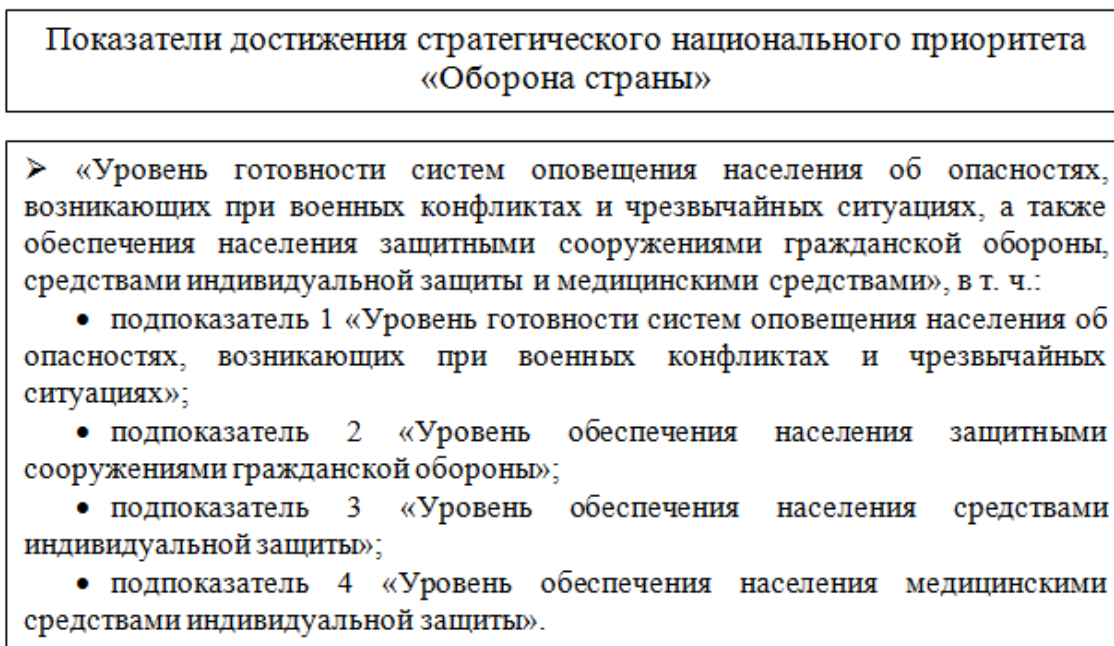 Показатели достижения стратегического национального приоритета
«Оборона страны»
➢ «Уровень готовности систем оповещения населения об опасностях,
возникающих при военных конфликтах и чрезвычайных ситуациях, а также
обеспечения населения защитными сооружениями гражданской обороны,
средствами индивидуальной защиты и медицинскими средствами», в т. ч.:
• подпоказатель 1 «Уровень готовности систем оповещения населения об
опасностях, возникающих при военных конфликтах и чрезвычайных
ситуациях»;
• подпоказатель 2 «Уровень обеспечения населения защитными
сооружениями гражданской обороны»;
• подпоказатель 3 «Уровень обеспечения населения средствами
индивидуальной защиты»;
• подпоказатель 4 «Уровень обеспечения населения медицинскими
средствами индивидуальной защиты».